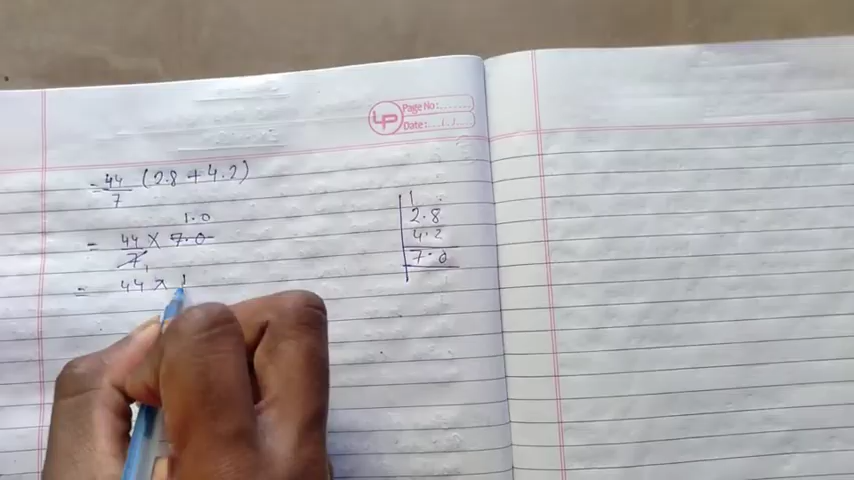 LP Page No:.......
Date:..../..../......
= 44/7 (2.8 + 4.2)
1.0
= 44/7 × 7.0
1
= 44 × 1
1 .
2.8
4.2
7.0